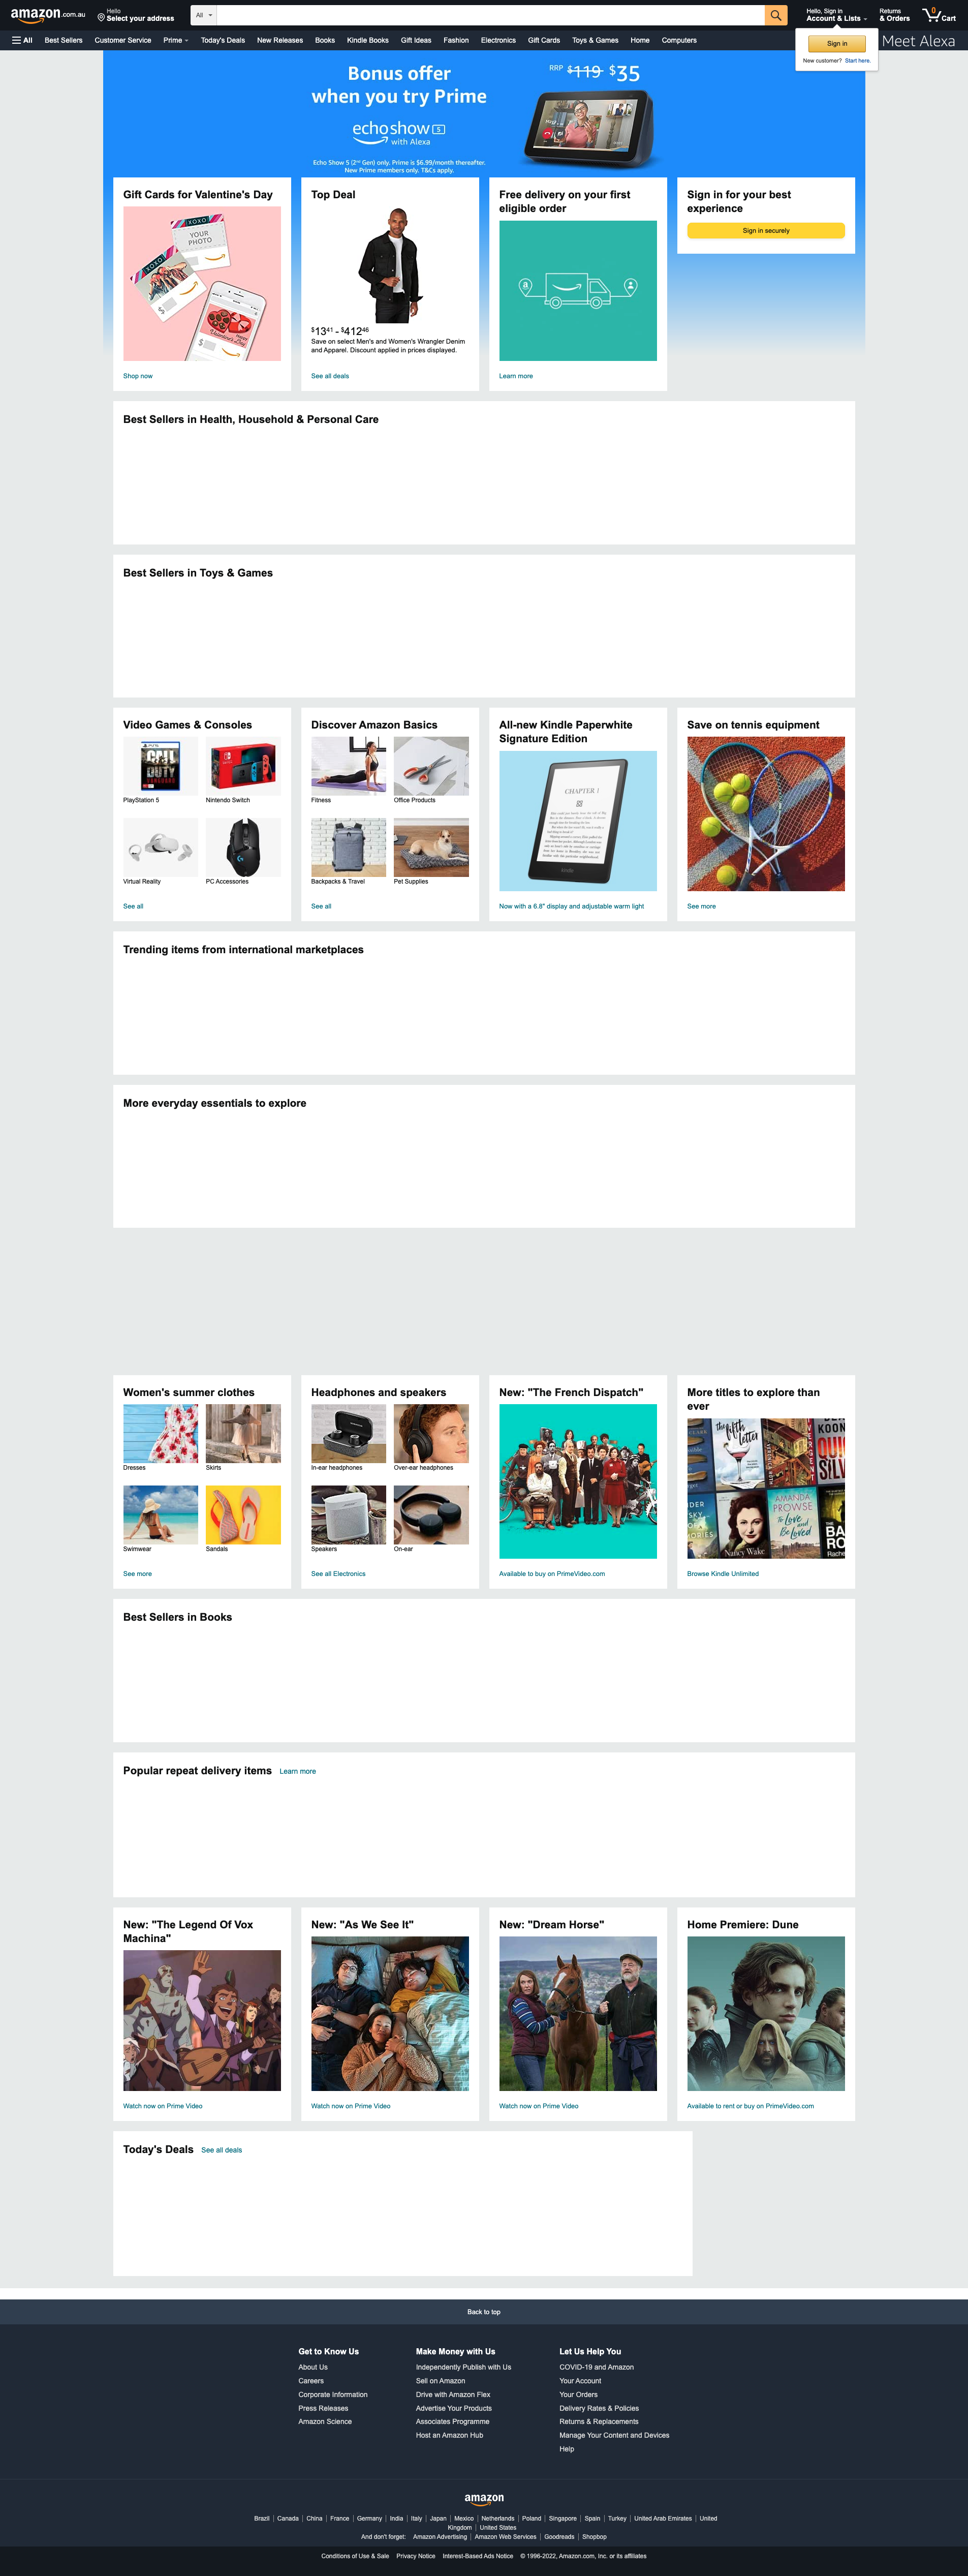 amazon.com.au
Hello
Select your address
All
Hello, Sign in
Account & Lists
Returns
& Orders
0
Cart
All
Best Sellers
Customer Service
Prime
Today's Deals
New Releases
Books
Kindle Books
Gift Ideas
Fashion
Electronics
Gift Cards
Toys & Games
Home
Computers
Meet Alexa
Sign in
New customer? Start here.
Bonus offer
when you try Prime
echo show 5
with Alexa
Echo Show 5 (2nd Gen) only. Prime is $6.99/month thereafter.
New Prime members only. T&Cs apply.
RRP $119 $35
Gift Cards for Valentine's Day
XOXO
YOUR
PHOTO
XOXO
Shop now
Top Deal
$13.41 - $412.46
Save on select Men's and Women's Wrangler Denim
and Apparel. Discount applied in prices displayed.
See all deals
Free delivery on your first
eligible order
Learn more
Sign in for your best
experience
Sign in securely
Best Sellers in Health, Household & Personal Care
Best Sellers in Toys & Games
Video Games & Consoles
PlayStation 5
Nintendo Switch
Virtual Reality
PC Accessories
See all
Discover Amazon Basics
Fitness
Office Products
Backpacks & Travel
Pet Supplies
See all
All-new Kindle Paperwhite
Signature Edition
CHAPTER 1
kindle
Now with a 6.8" display and adjustable warm light
Save on tennis equipment
See more
Trending items from international marketplaces
More everyday essentials to explore
Women's summer clothes
Dresses
Skirts
Swimwear
Sandals
See more
Headphones and speakers
In-ear headphones
Over-ear headphones
Speakers
On-ear
See all Electronics
New: "The French Dispatch"
Available to buy on PrimeVideo.com
More titles to explore than
ever
the Fifth
Letter
KOON
SILV
Nancy Wake
AMANDA
PROWSE
To Love
and Be
Loved
Browse Kindle Unlimited
Best Sellers in Books
Popular repeat delivery items
Learn more
New: "The Legend Of Vox
Machina"
Watch now on Prime Video
New: "As We See It"
Watch now on Prime Video
New: "Dream Horse"
Watch now on Prime Video
Home Premiere: Dune
Available to rent or buy on PrimeVideo.com
Today's Deals
See all deals
Back to top
Get to Know Us
About Us
Careers
Corporate Information
Press Releases
Amazon Science
Make Money with Us
Independently Publish with Us
Sell on Amazon
Drive with Amazon Flex
Advertise Your Products
Associates Programme
Host an Amazon Hub
Let Us Help You
COVID-19 and Amazon
Your Account
Your Orders
Delivery Rates & Policies
Returns & Replacements
Manage Your Content and Devices
Help
amazon
Brazil
Canada
China
France
Germany
India
Italy
Japan
Mexico
Netherlands
Poland
Singapore
Spain
Turkey
United Arab Emirates
United
Kingdom
United States
And don't forget:
Amazon Advertising
Amazon Web Services
Goodreads
Shopbop
Conditions of Use & Sale
Privacy Notice
Interest-Based Ads Notice
© 1996-2022, Amazon.com, Inc. or its affiliates